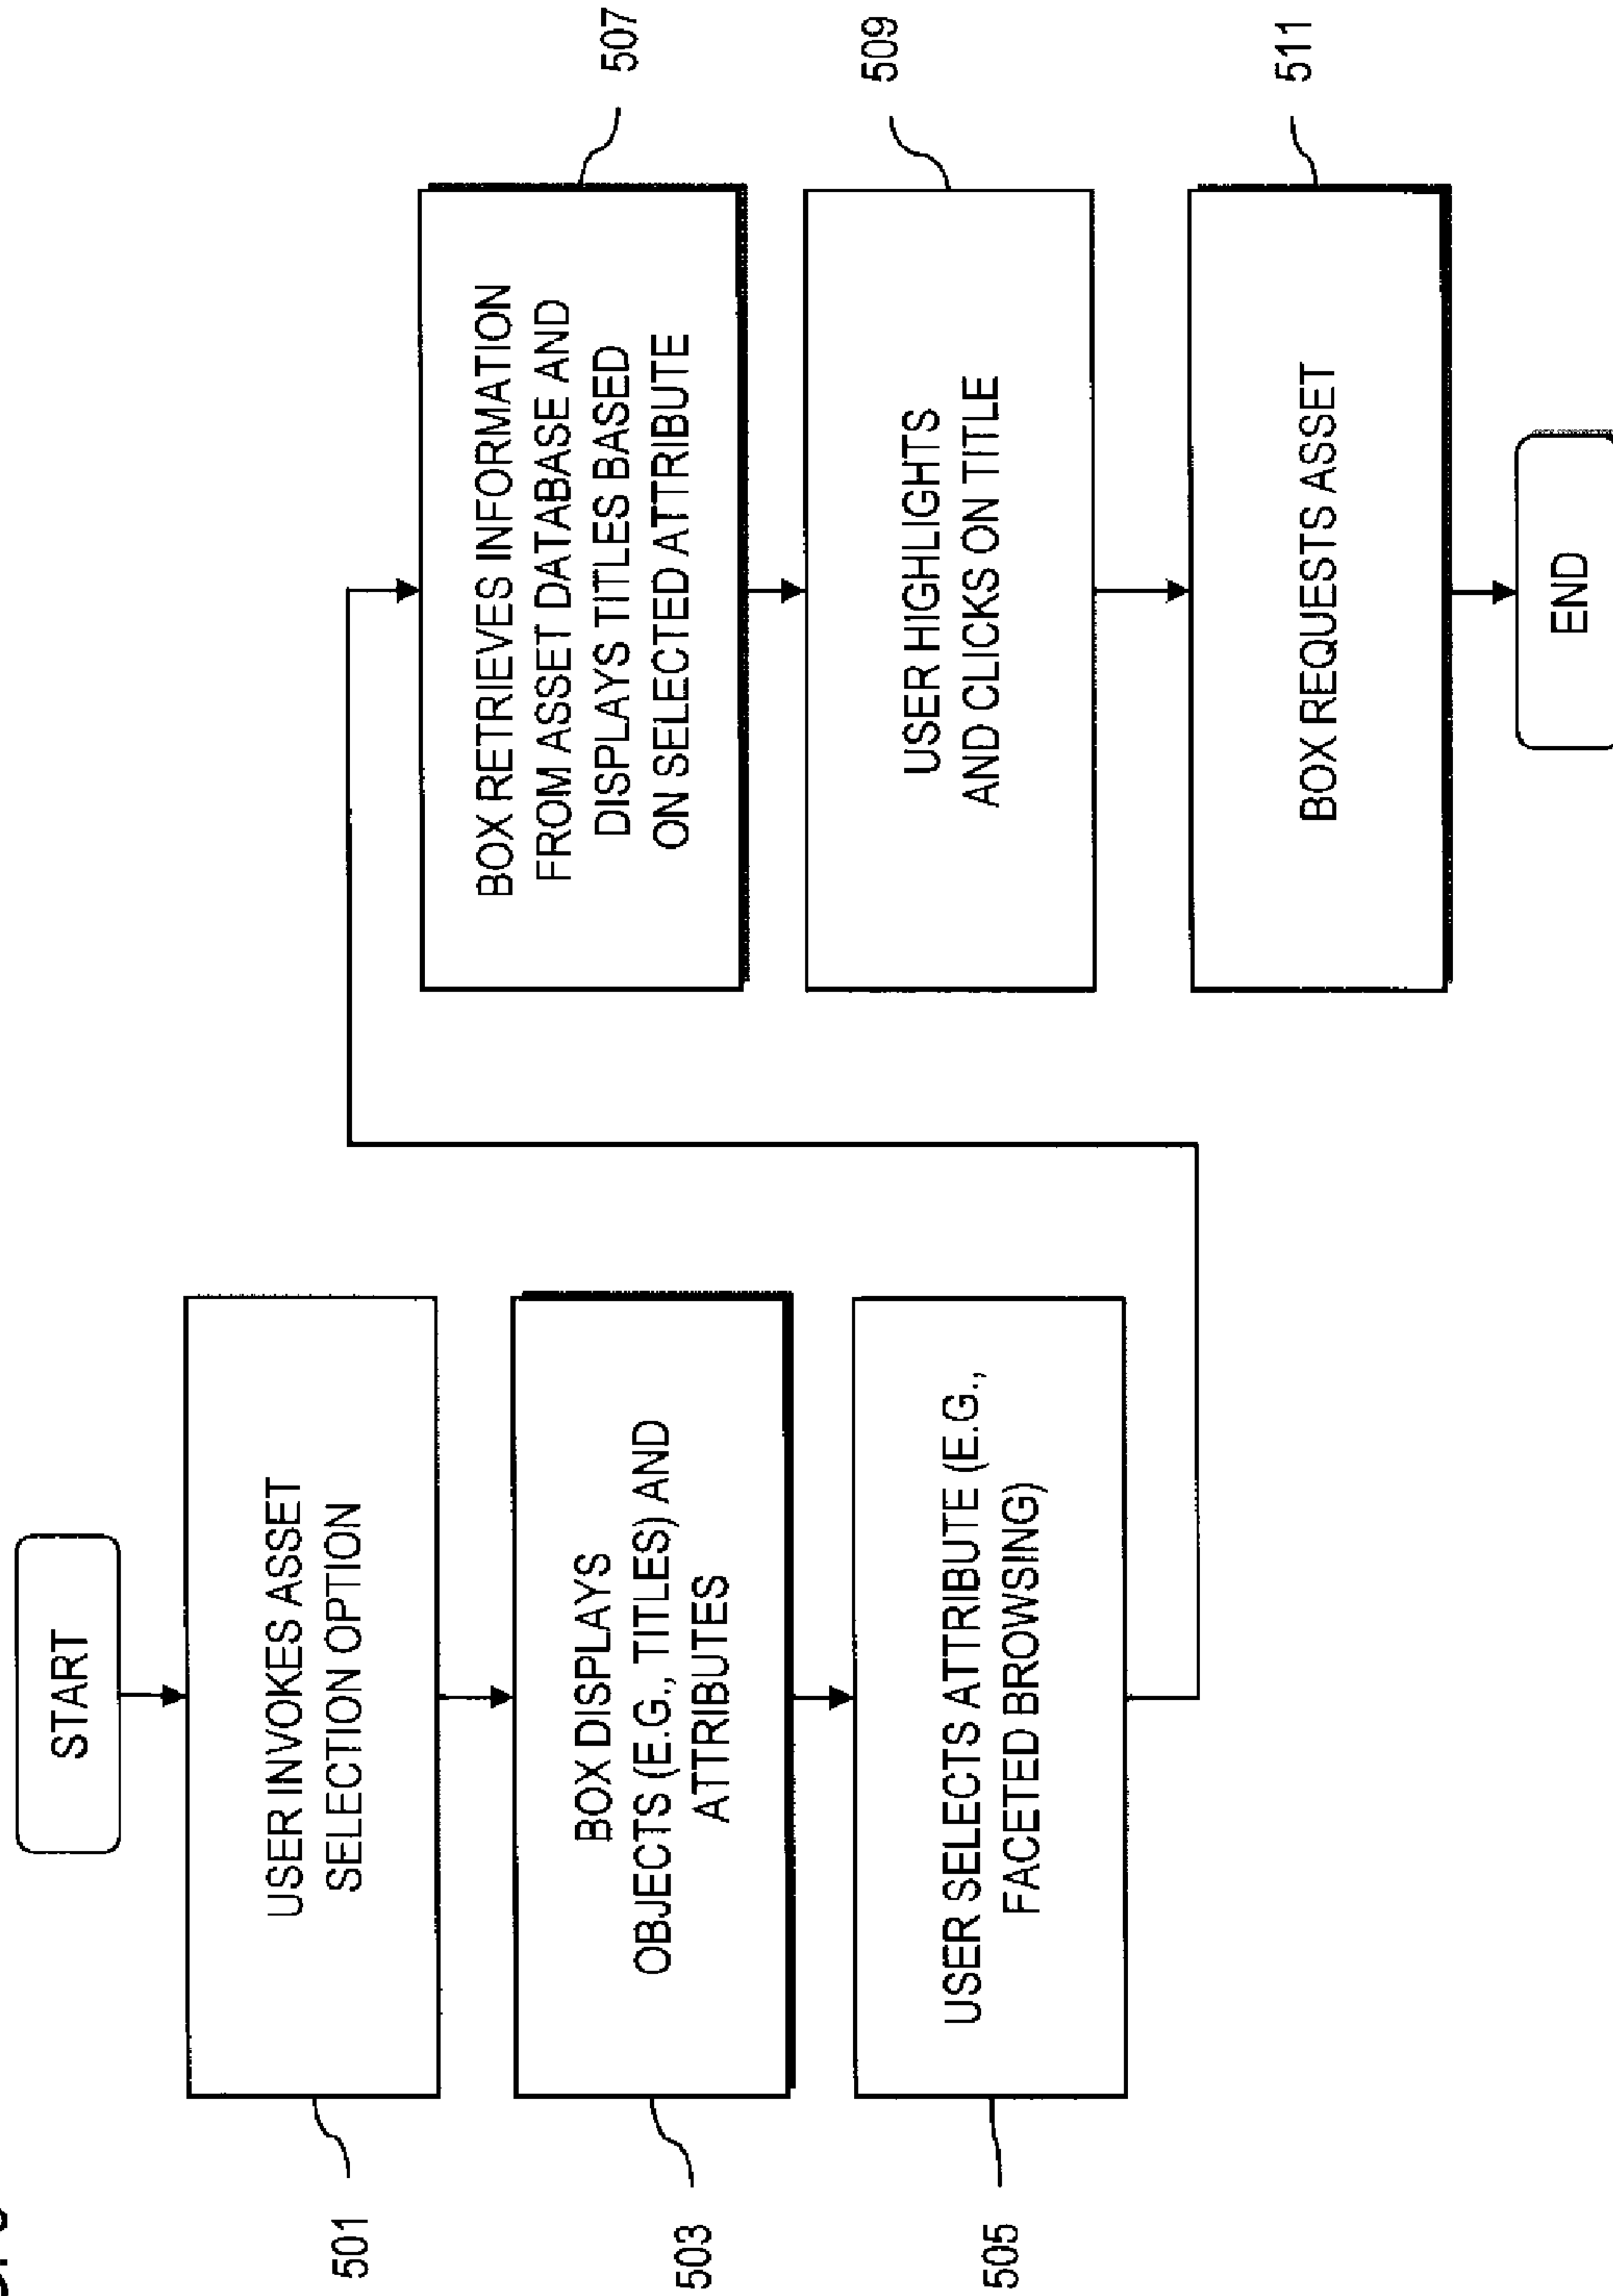 START
USER INVOKES ASSET
SELECTION OPTION
501
BOX DISPLAYS
OBJECTS (E.G., TITLES) AND
ATTRIBUTES
503
USER SELECTS ATTRIBUTE (E.G.,
FACETED BROWSING)
505
BOX RETRIEVES INFORMATION
FROM ASSET DATABASE AND
DISPLAYS TITLES BASED
ON SELECTED ATTRIBUTE
507
USER HIGHLIGHTS
AND CLICKS ON TITLE
509
BOX REQUESTS ASSET
511
END